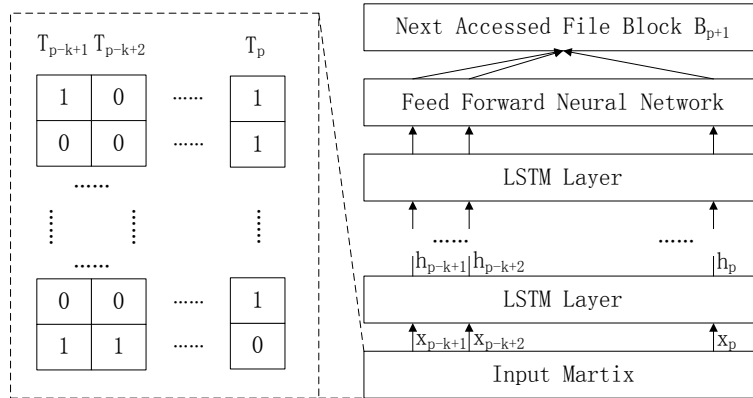 T_{p-k+1} T_{p-k+2} T_p
1 0 …… 1
0 0 …… 1
……
…… …… ……
……
0 0 …… 1
1 1 …… 0
Next Accessed File Block B_{p+1}
Feed Forward Neural Network
LSTM Layer
…… ……
h_{p-k+1} h_{p-k+2} h_p
LSTM Layer
x_{p-k+1} x_{p-k+2} x_p
Input Martix